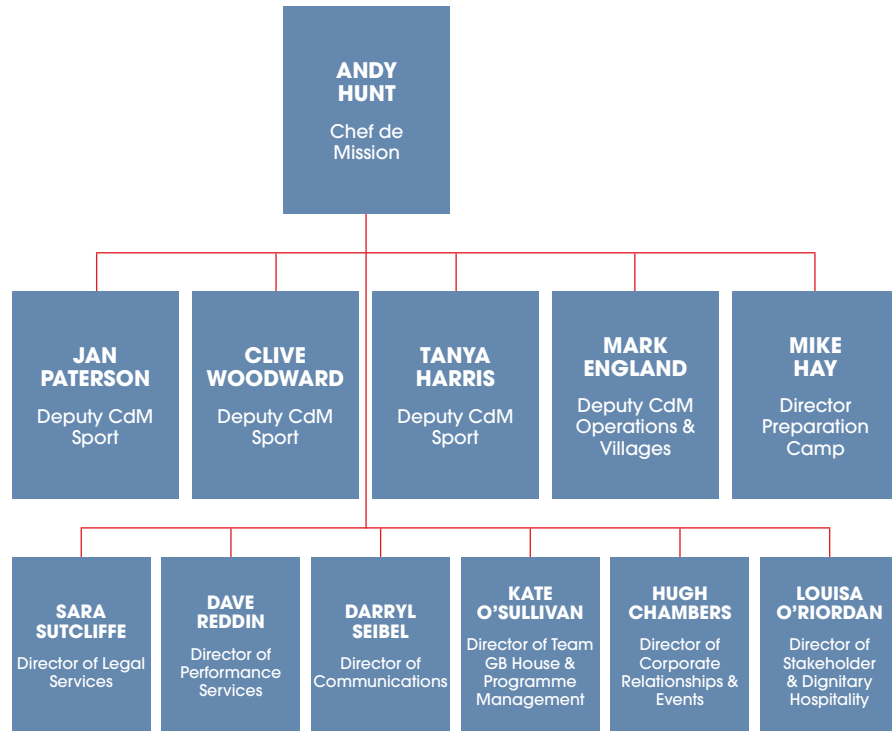 ANDY
HUNT
Chef de
Mission
JAN
PATERSON
Deputy CdM
Sport
CLIVE
WOODWARD
Deputy CdM
Sport
TANYA
HARRIS
Deputy CdM
Sport
MARK
ENGLAND
Deputy CdM
Operations &
Villages
MIKE
HAY
Director
Preparation
Camp
SARA
SUTCLIFFE
Director of Legal
Services
DAVE
REDDIN
Director of
Performance
Services
DARRYL
SEIBEL
Director of
Communications
KATE
O’SULLIVAN
Director of Team
GB House &
Programme
Management
HUGH
CHAMBERS
Director of
Corporate
Relationships &
Events
LOUISA
O’RIORDAN
Director of
Stakeholder
& Dignitary
Hospitality